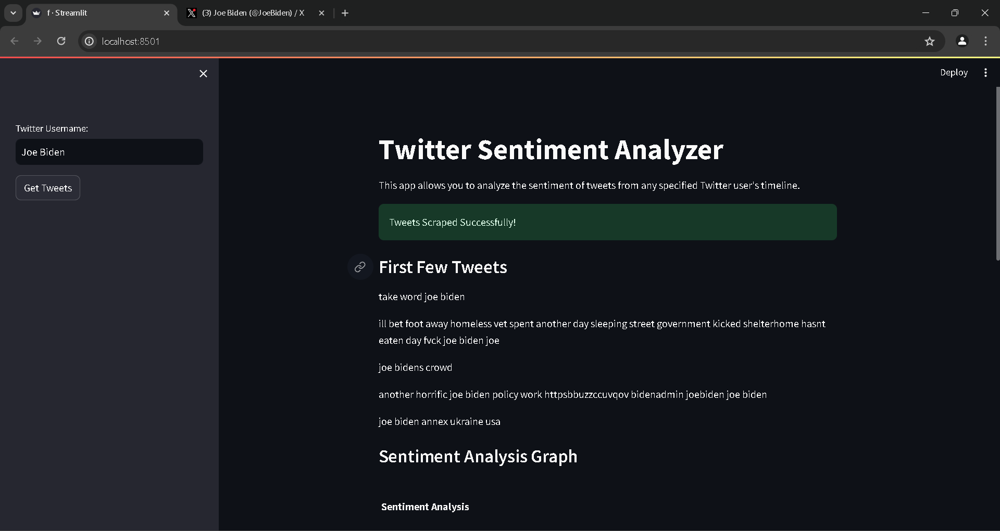 f · Streamlit
(3) Joe Biden (@JoeBiden) / X
localhost:8501
Deploy
Twitter Username:
Joe Biden
Get Tweets
Twitter Sentiment Analyzer
This app allows you to analyze the sentiment of tweets from any specified Twitter user's timeline.
Tweets Scraped Successfully!
First Few Tweets
take word joe biden
ill bet foot away homeless vet spent another day sleeping street government kicked shelterhome hasnt
eaten day fvck joe biden joe
joe bidens crowd
another horrific joe biden policy work httpsbbuzzccuvqov bidenadmin joebiden joe biden
joe biden annex ukraine usa
Sentiment Analysis Graph
Sentiment Analysis